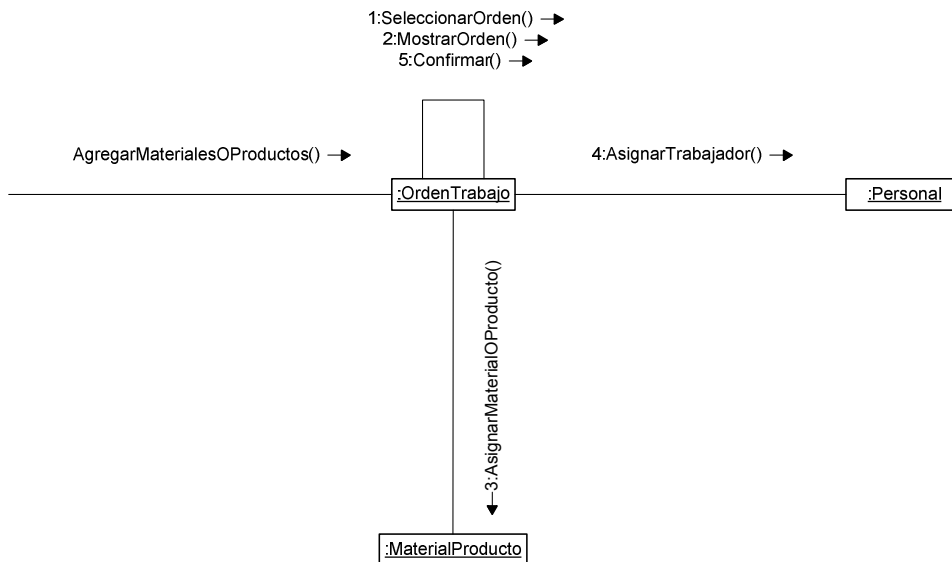 1:SeleccionarOrden()
2:MostrarOrden()
5:Confirmar()
AgregarMaterialesOProductos()
4:AsignarTrabajador()
:OrdenTrabajo
:Personal
3:AsignarMaterialOProducto()
:MaterialProducto